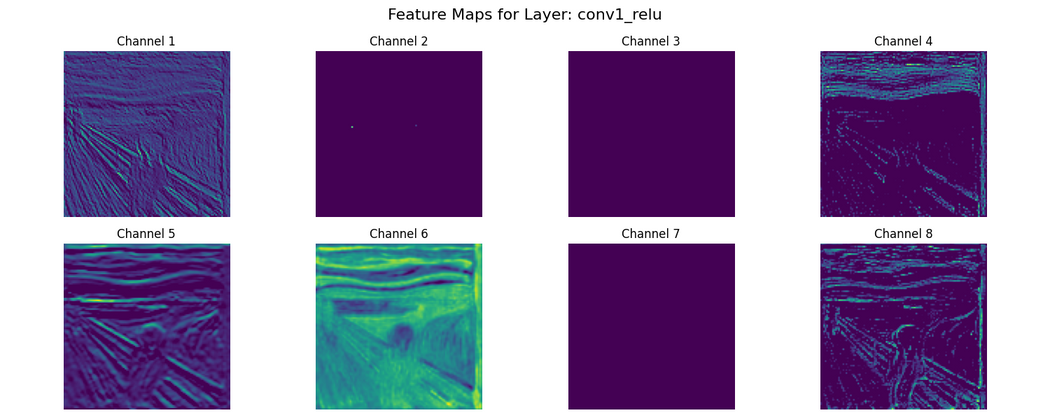 Feature Maps for Layer: conv1_relu
Channel 1
Channel 2
Channel 3
Channel 4
Channel 5
Channel 6
Channel 7
Channel 8